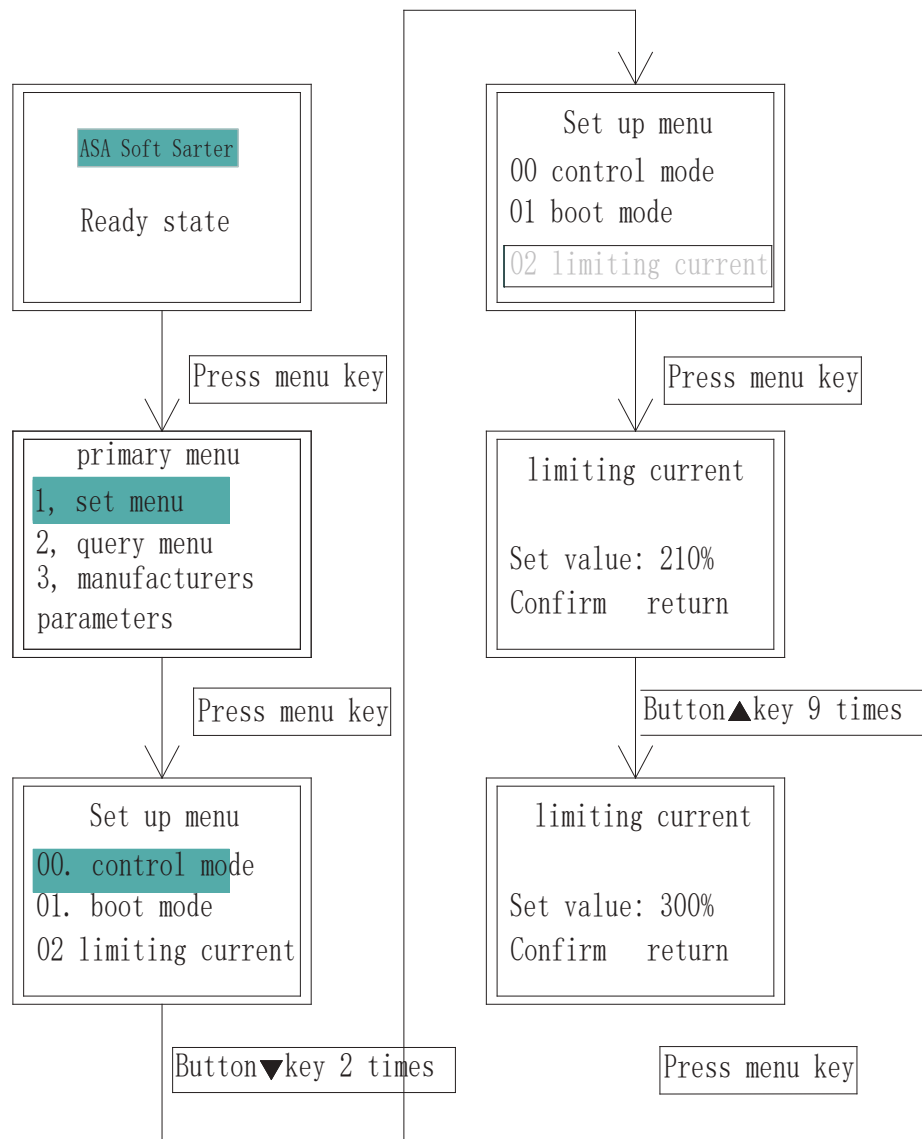 ASA Soft Sarter
Ready state
Press menu key
primary menu
1, set menu
2, query menu
3, manufacturers
parameters
Press menu key
Set up menu
00. control mode
01. boot mode
02 limiting current
Button▼key 2 times
Set up menu
00 control mode
01 boot mode
02 limiting current
Press menu key
limiting current
Set value: 210%
Confirm return
Button▲key 9 times
limiting current
Set value: 300%
Confirm return
Press menu key